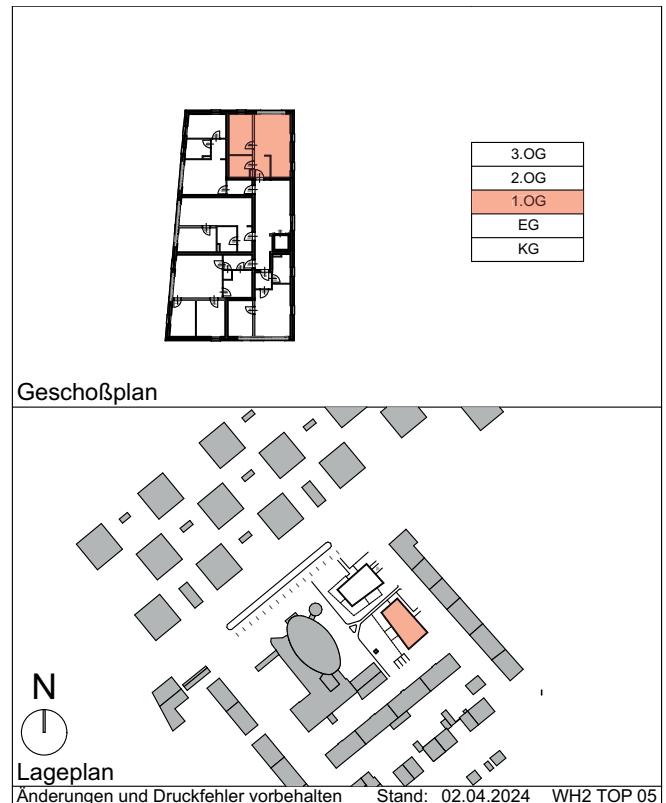 3.OG
2.OG
1.OG
EG
KG
Geschoßplan
N
Lageplan
Änderungen und Druckfehler vorbehalten Stand: 02.04.2024 WH2 TOP 05